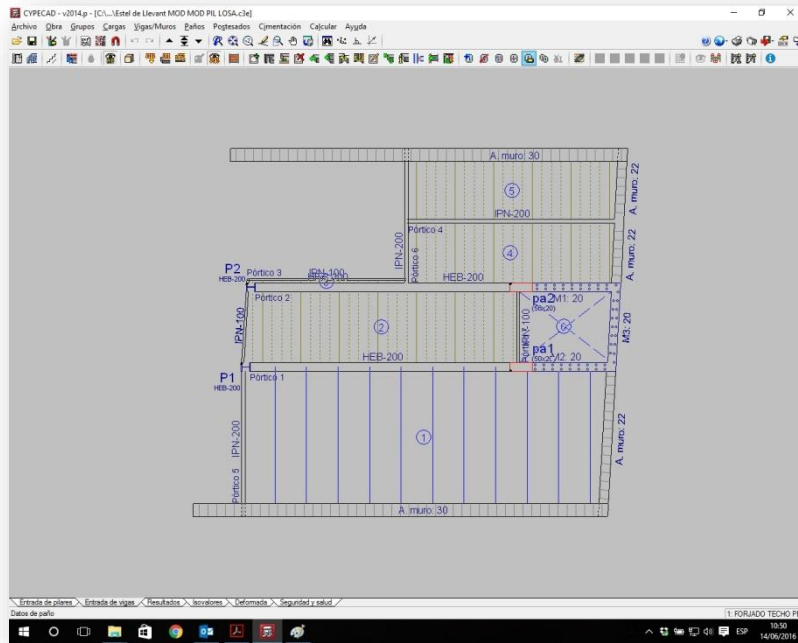 CYPECAD - v2014.p - [C:\...\Estel de Llevant MOD MOD PIL LOSA.c3e]
Archivo Obra Grupos Cargas Vigas/Muros Paños Postesados Cimentación Calcular Ayuda
A. muro: 30
A. muro: 22
5
IPN-200
Pórtico 4
IPN-200
Pórtico 6
4
A. muro: 22
P2
HEB-200
Pórtico 3
IPN-100
HEB-200
Pórtico 2
IPN-100
2
pa2
M1: 20
6
M3: 20
pa1
M2: 20
HEB-200
P1
HEB-200
Pórtico 1
IPN-200
Pórtico 5
1
A. muro: 22
A. muro: 30
Entrada de pilares Entrada de vigas Resultados Isovalores Deformada Seguridad y salud
Datos de paño
1: FORJADO TECHO
ESP
10:50
14/06/2016